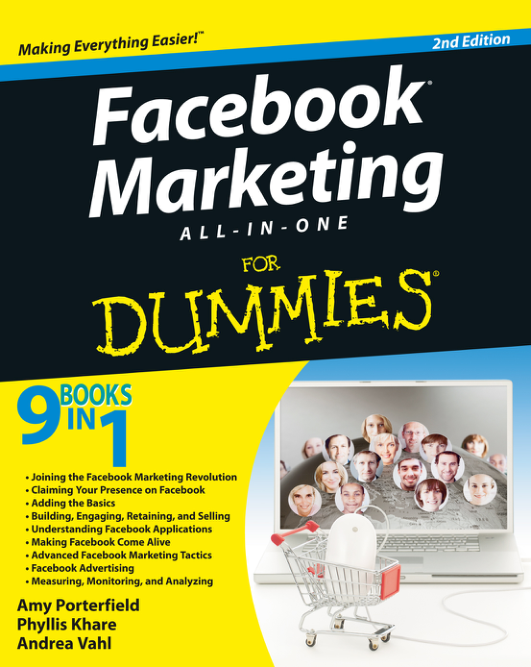 Making Everything Easier!™
2nd Edition
Facebook®
Marketing
ALL-IN-ONE
FOR
DUMMIES®
9 BOOKS
IN 1
• Joining the Facebook Marketing Revolution
• Claiming Your Presence on Facebook
• Adding the Basics
• Building, Engaging, Retaining, and Selling
• Understanding Facebook Applications
• Making Facebook Come Alive
• Advanced Facebook Marketing Tactics
• Facebook Advertising
• Measuring, Monitoring, and Analyzing
Amy Porterfield
Phyllis Khare
Andrea Vahl